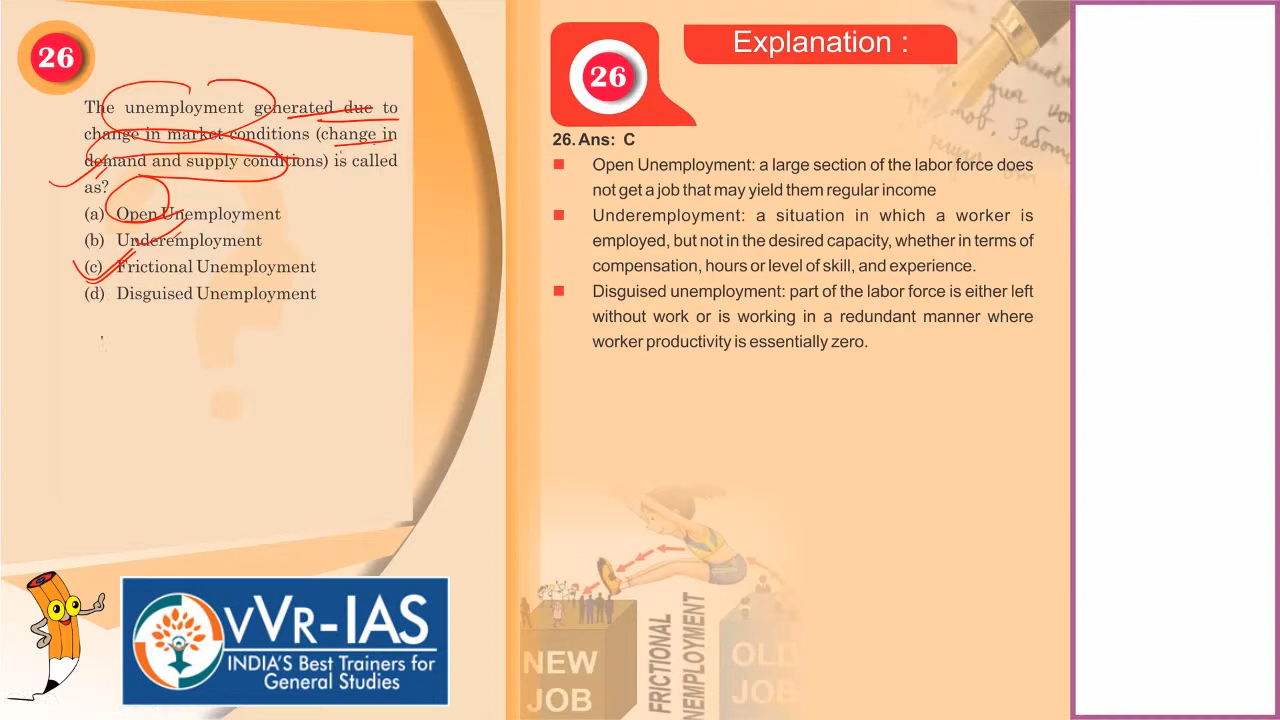 26
The unemployment generated due to
change in market conditions (change in
demand and supply conditions) is called
as?
(a) Open Unemployment
(b) Underemployment
(c) Frictional Unemployment
(d) Disguised Unemployment
vVr-IAS
INDIA'S Best Trainers for
General Studies
Explanation :
26
26. Ans: C
Open Unemployment: a large section of the labor force does
not get a job that may yield them regular income
Underemployment: a situation in which a worker is
employed, but not in the desired capacity, whether in terms of
compensation, hours or level of skill, and experience.
Disguised unemployment: part of the labor force is either left
without work or is working in a redundant manner where
worker productivity is essentially zero.
NEW
JOB
FRICTIONAL
NEMPLOYMENT
OLD
JOB